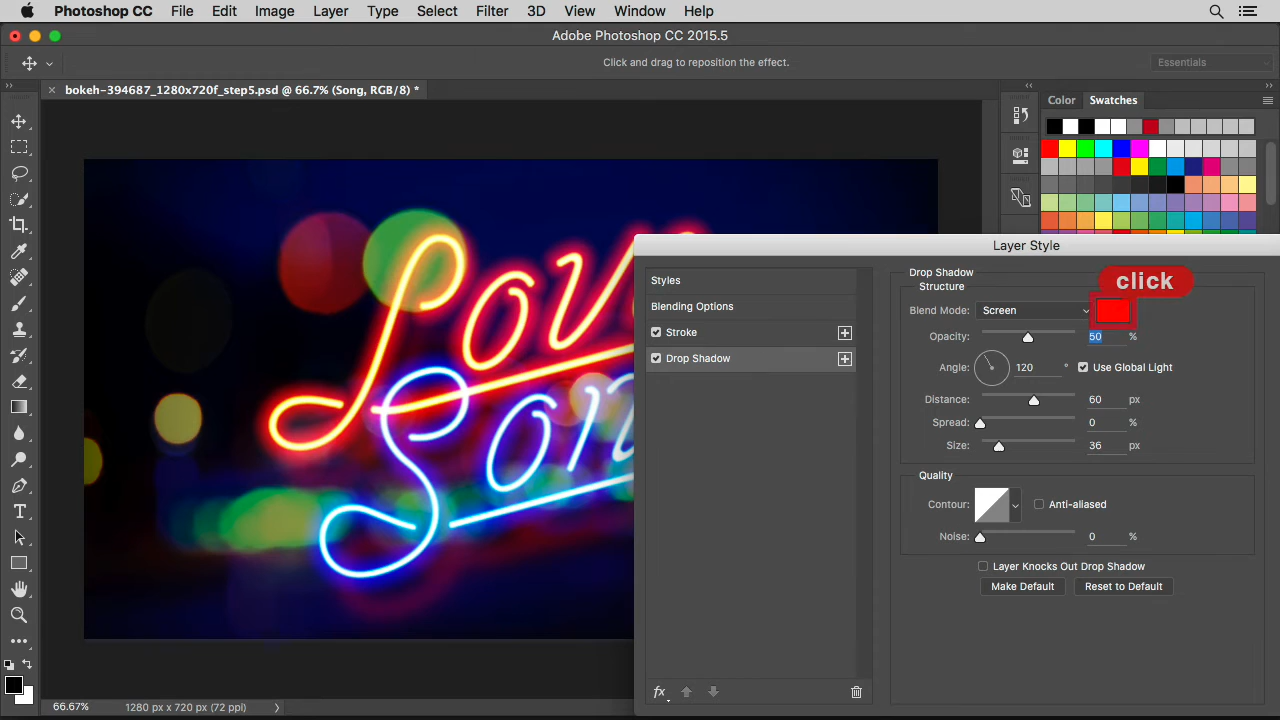 Photoshop CC File Edit Image Layer Type Select Filter 3D View Window Help
Adobe Photoshop CC 2015.5
Click and drag to reposition the effect.
Essentials
bokeh-394687_1280x720f_step5.psd @ 66.7% (Song, RGB/8) *
Color Swatches
Layer Style
Styles
Blending Options
Stroke
Drop Shadow
Drop Shadow
Structure
click
Blend Mode: Screen
Opacity: 50 %
Angle: 120 ° Use Global Light
Distance: 60 px
Spread: 0 %
Size: 36 px
Quality
Contour: Anti-aliased
Noise: 0 %
Layer Knocks Out Drop Shadow
Make Default Reset to Default
fx
66.67% 1280 px x 720 px (72 ppi)